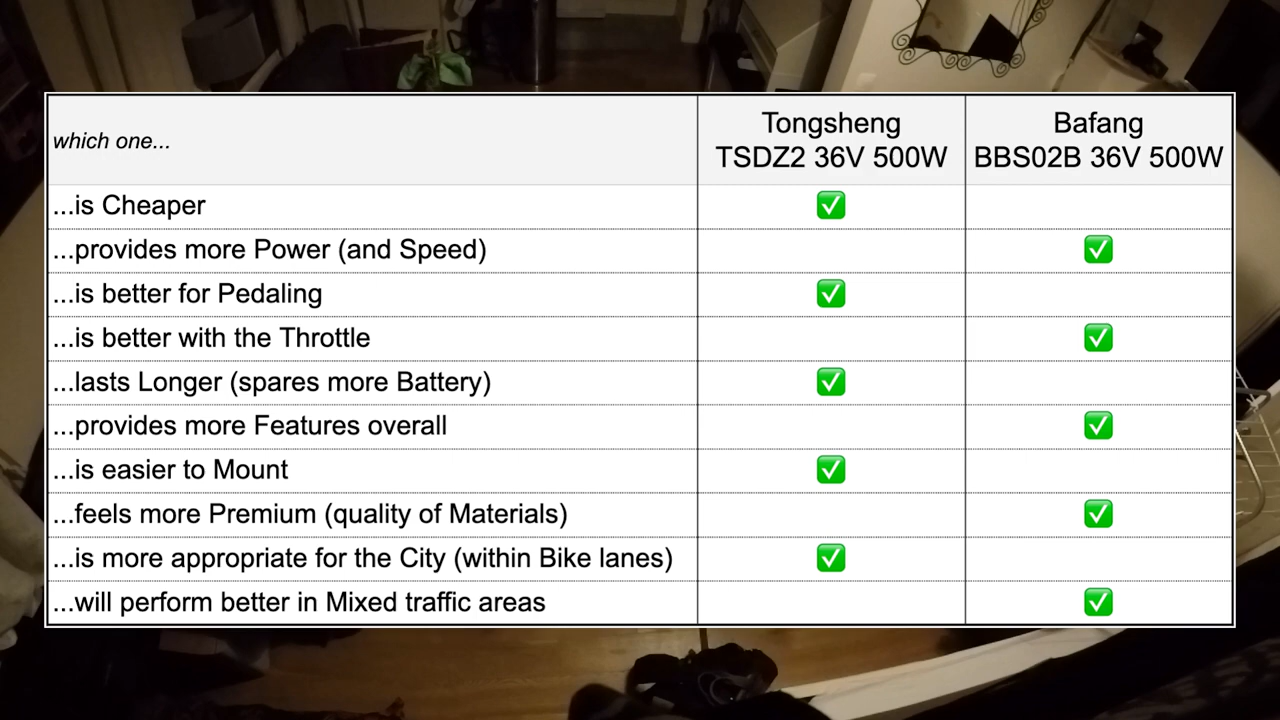 which one...
Tongsheng
TSDZ2 36V 500W
Bafang
BBS02B 36V 500W
...is Cheaper ✅
...provides more Power (and Speed) ✅
...is better for Pedaling ✅
...is better with the Throttle ✅
...lasts Longer (spares more Battery) ✅
...provides more Features overall ✅
...is easier to Mount ✅
...feels more Premium (quality of Materials) ✅
...is more appropriate for the City (within Bike lanes) ✅
...will perform better in Mixed traffic areas ✅